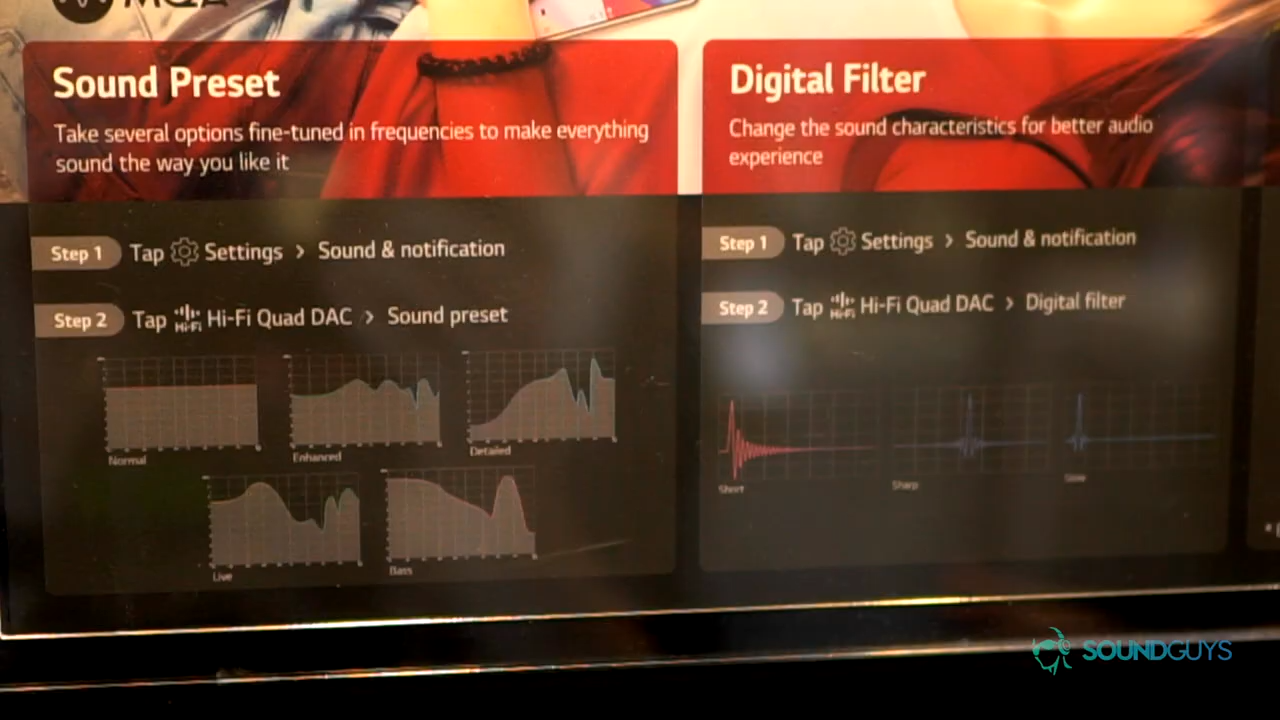 MQA
Sound Preset
Take several options fine-tuned in frequencies to make everything
sound the way you like it
Step 1 Tap Settings > Sound & notification
Step 2 Tap Hi-Fi Hi-Fi Quad DAC > Sound preset
Normal
Enhanced
Detailed
Live
Bass
Digital Filter
Change the sound characteristics for better audio
experience
Step 1 Tap Settings > Sound & notification
Step 2 Tap Hi-Fi Hi-Fi Quad DAC > Digital filter
Short
Sharp
Slow
SOUNDGUYS